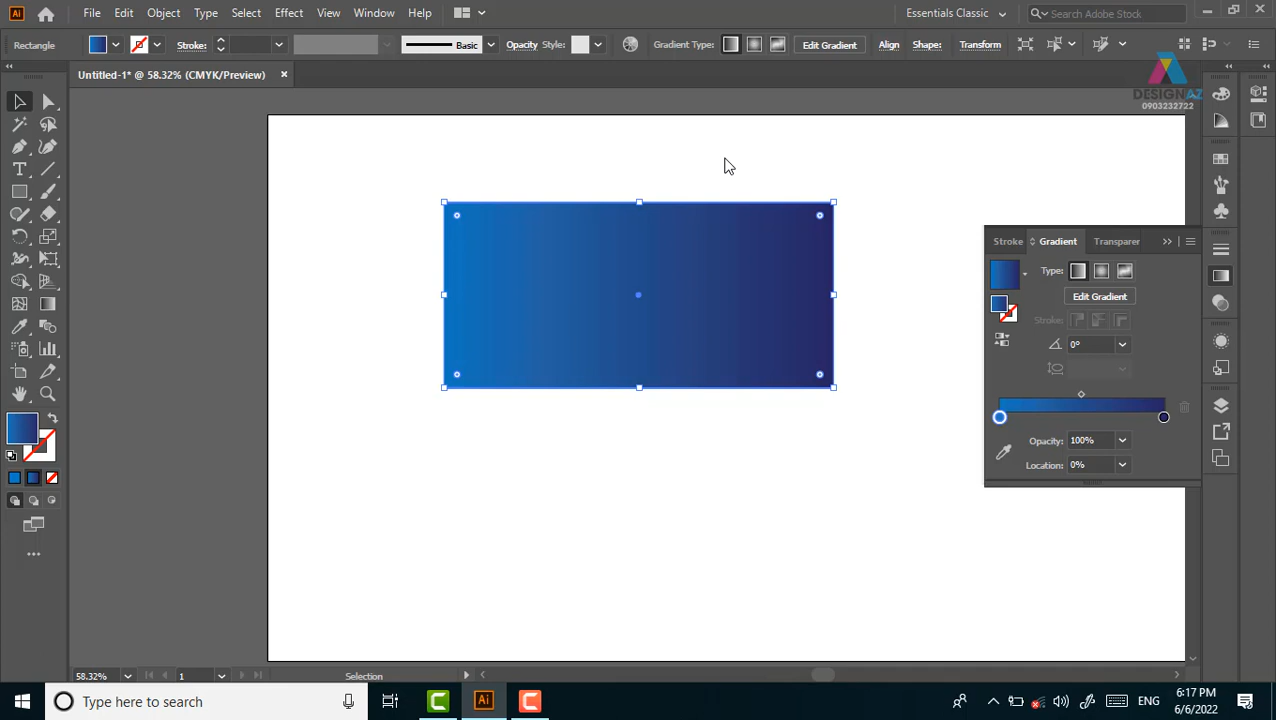 Ai File Edit Object Type Select Effect View Window Help Essentials Classic Search Adobe Stock
Rectangle Stroke: Basic Opacity Style: Gradient Type: Edit Gradient Align Shape: Transform
Untitled-1* @ 58.32% (CMYK/Preview) ×
DESIGNAZ
0903232722
Stroke Gradient Transparer
Type:
Edit Gradient
Stroke:
0°
Opacity: 100%
Location: 0%
58.32% 1 Selection
Type here to search Ai ENG 6:17 PM
6/6/2022